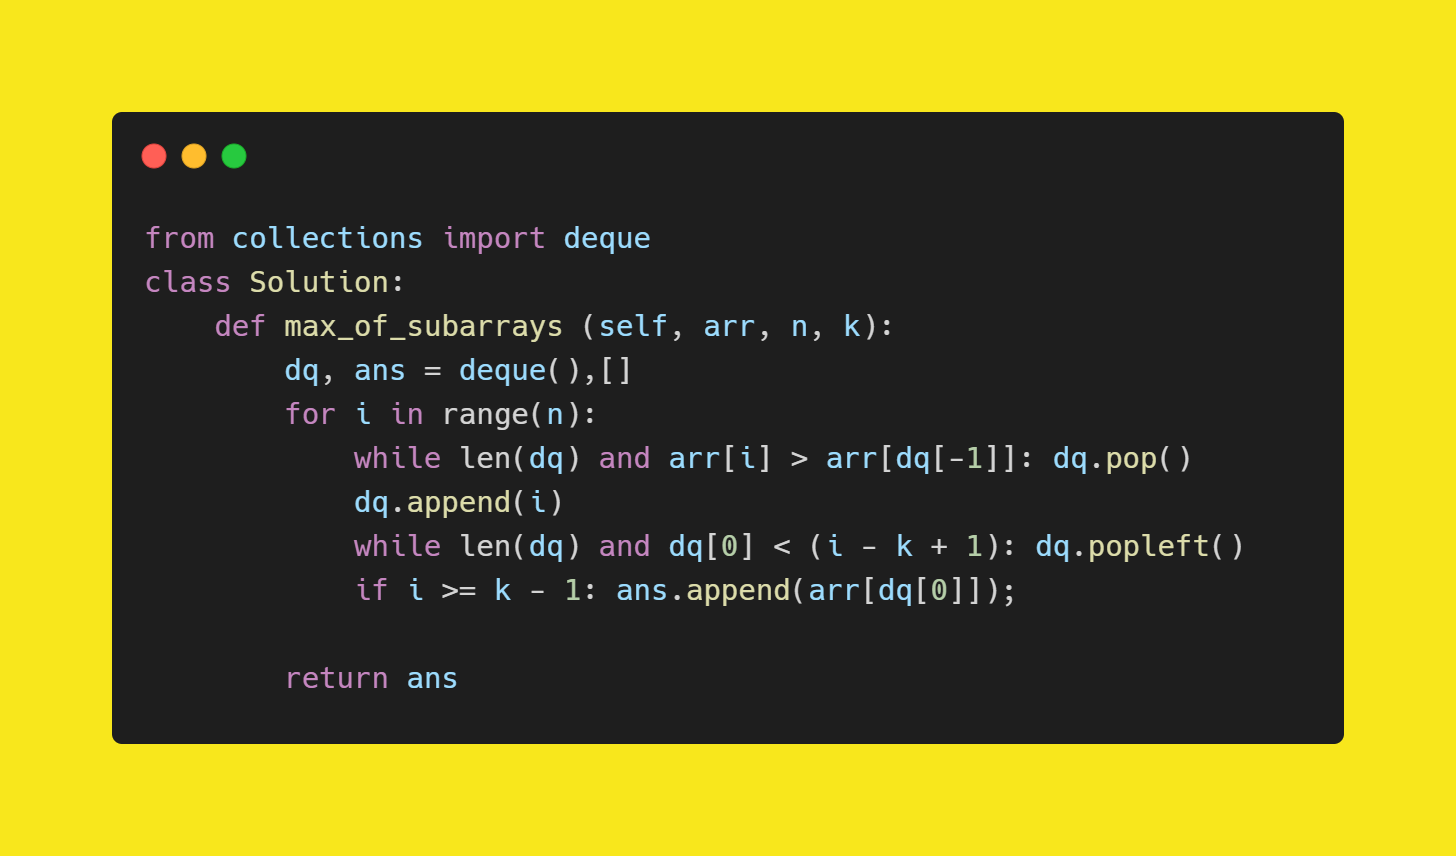 from collections import deque
class Solution:
    def max_of_subarrays (self, arr, n, k):
        dq, ans = deque(),[]
        for i in range(n):
            while len(dq) and arr[i] > arr[dq[-1]]: dq.pop()
            dq.append(i)
            while len(dq) and dq[0] < (i - k + 1): dq.popleft()
            if i >= k - 1: ans.append(arr[dq[0]]);
        return ans